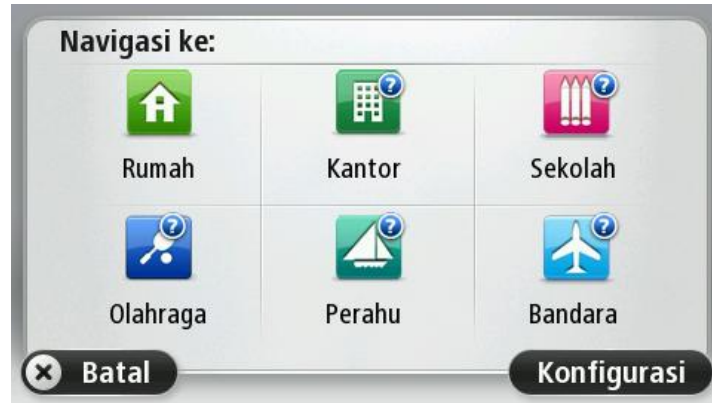 Navigasi ke:
Rumah Kantor Sekolah
Olahraga Perahu Bandara
Batal Konfigurasi